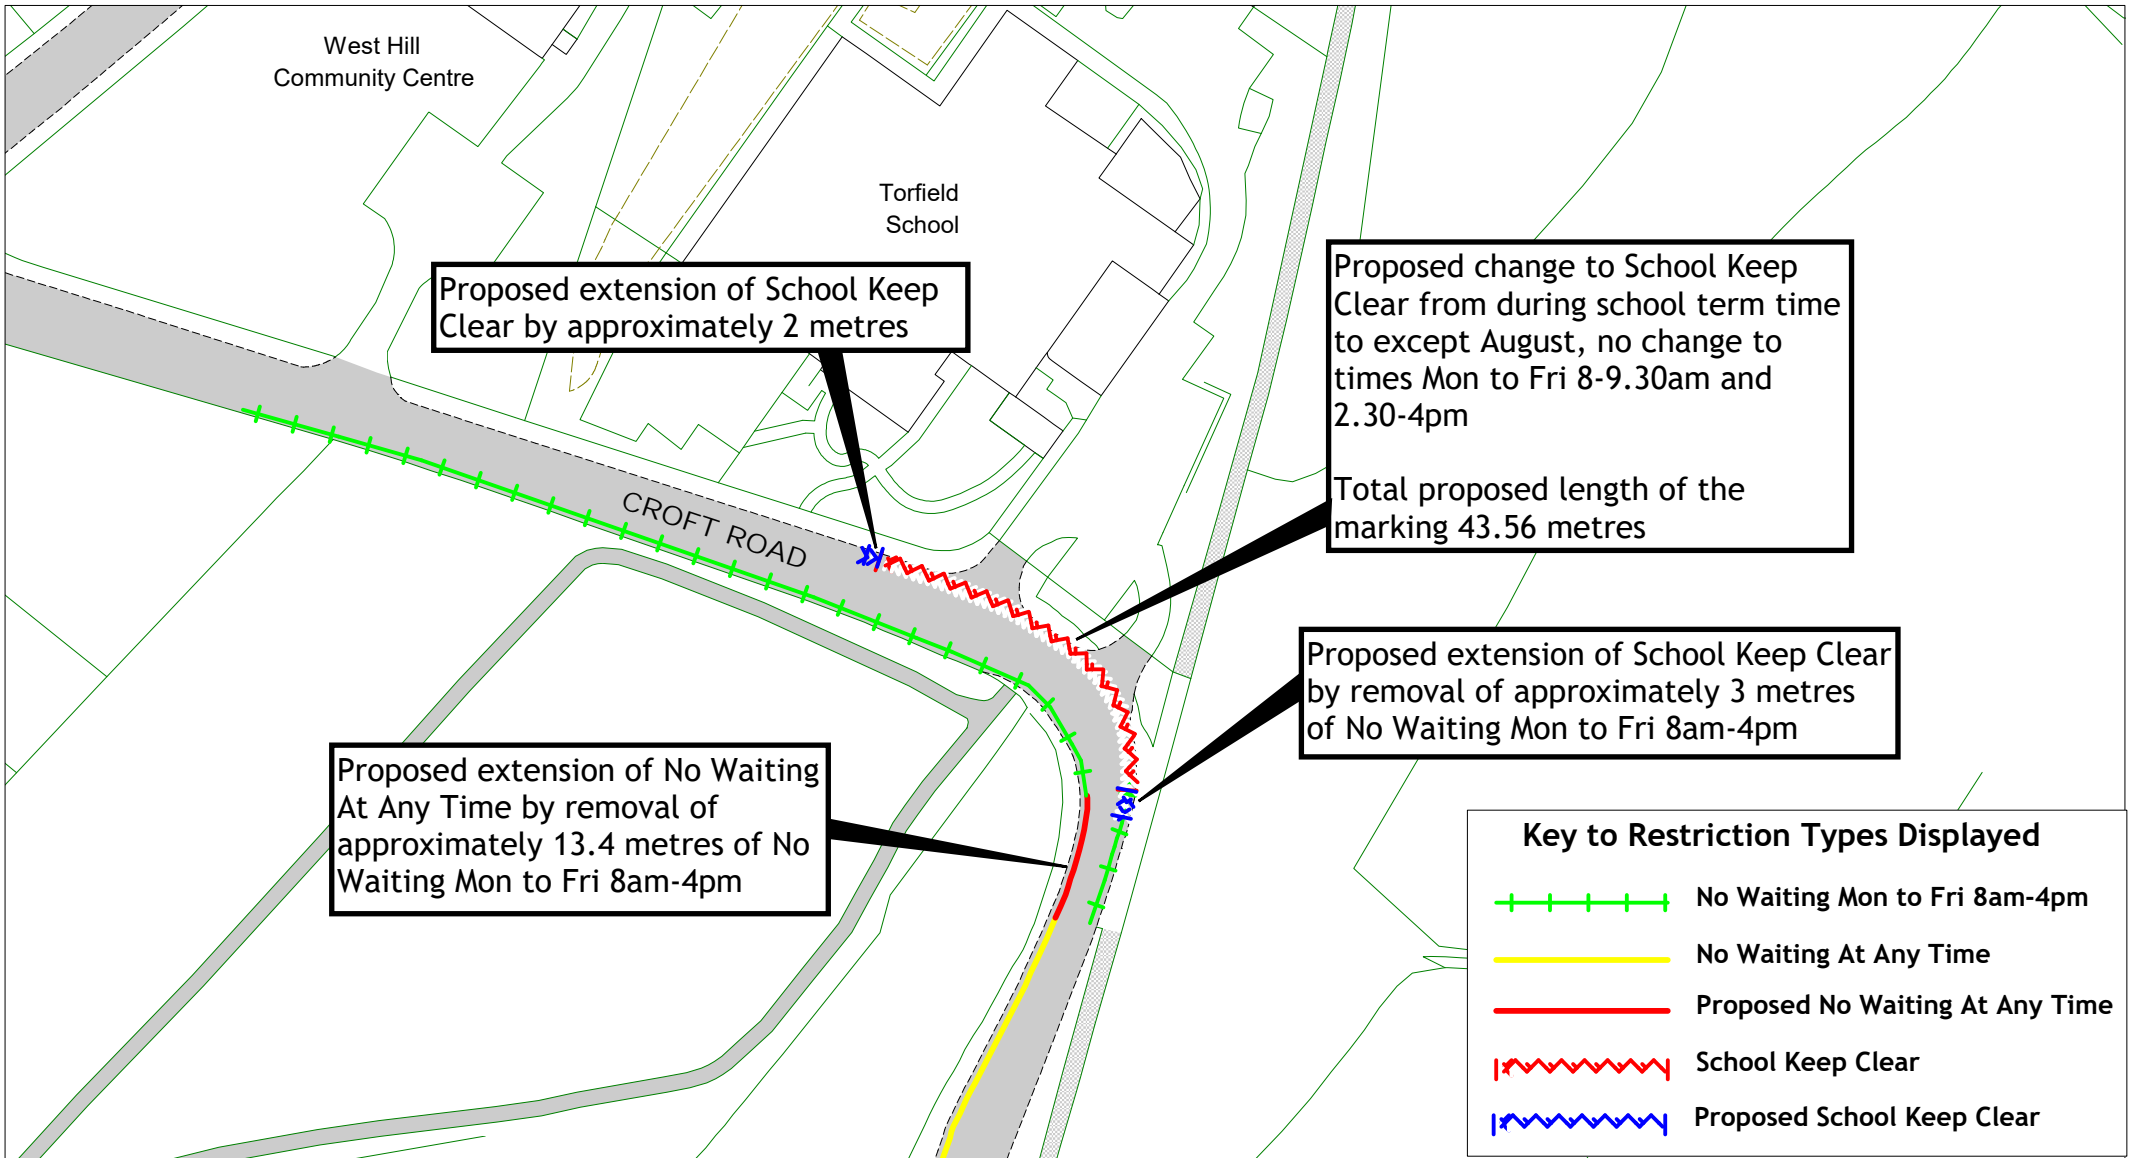 West Hill
Community Centre
Torfield
School
Proposed extension of School Keep
Clear by approximately 2 metres
Proposed change to School Keep
Clear from during school term time
to except August, no change to
times Mon to Fri 8-9.30am and
2.30-4pm
Total proposed length of the
marking 43.56 metres
CROFT ROAD
Proposed extension of School Keep Clear
by removal of approximately 3 metres
of No Waiting Mon to Fri 8am-4pm
Proposed extension of No Waiting
At Any Time by removal of
approximately 13.4 metres of No
Waiting Mon to Fri 8am-4pm
Key to Restriction Types Displayed
No Waiting Mon to Fri 8am-4pm
No Waiting At Any Time
Proposed No Waiting At Any Time
School Keep Clear
Proposed School Keep Clear